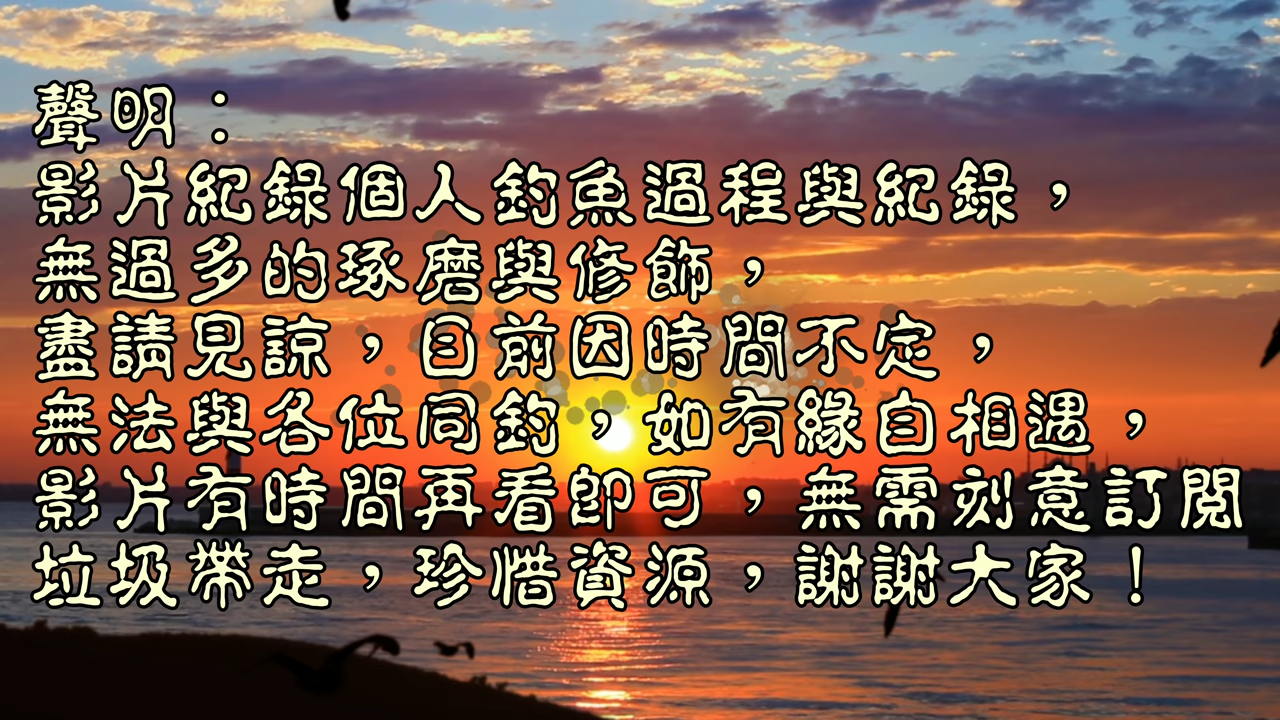 聲明：
影片紀錄個人釣魚過程與紀錄，
無過多的琢磨與修飾，
盡請見諒，目前因時間不定，
無法與各位同釣，如有緣自相遇，
影片有時間再看即可，無需刻意訂閱
垃圾帶走，珍惜資源，謝謝大家！